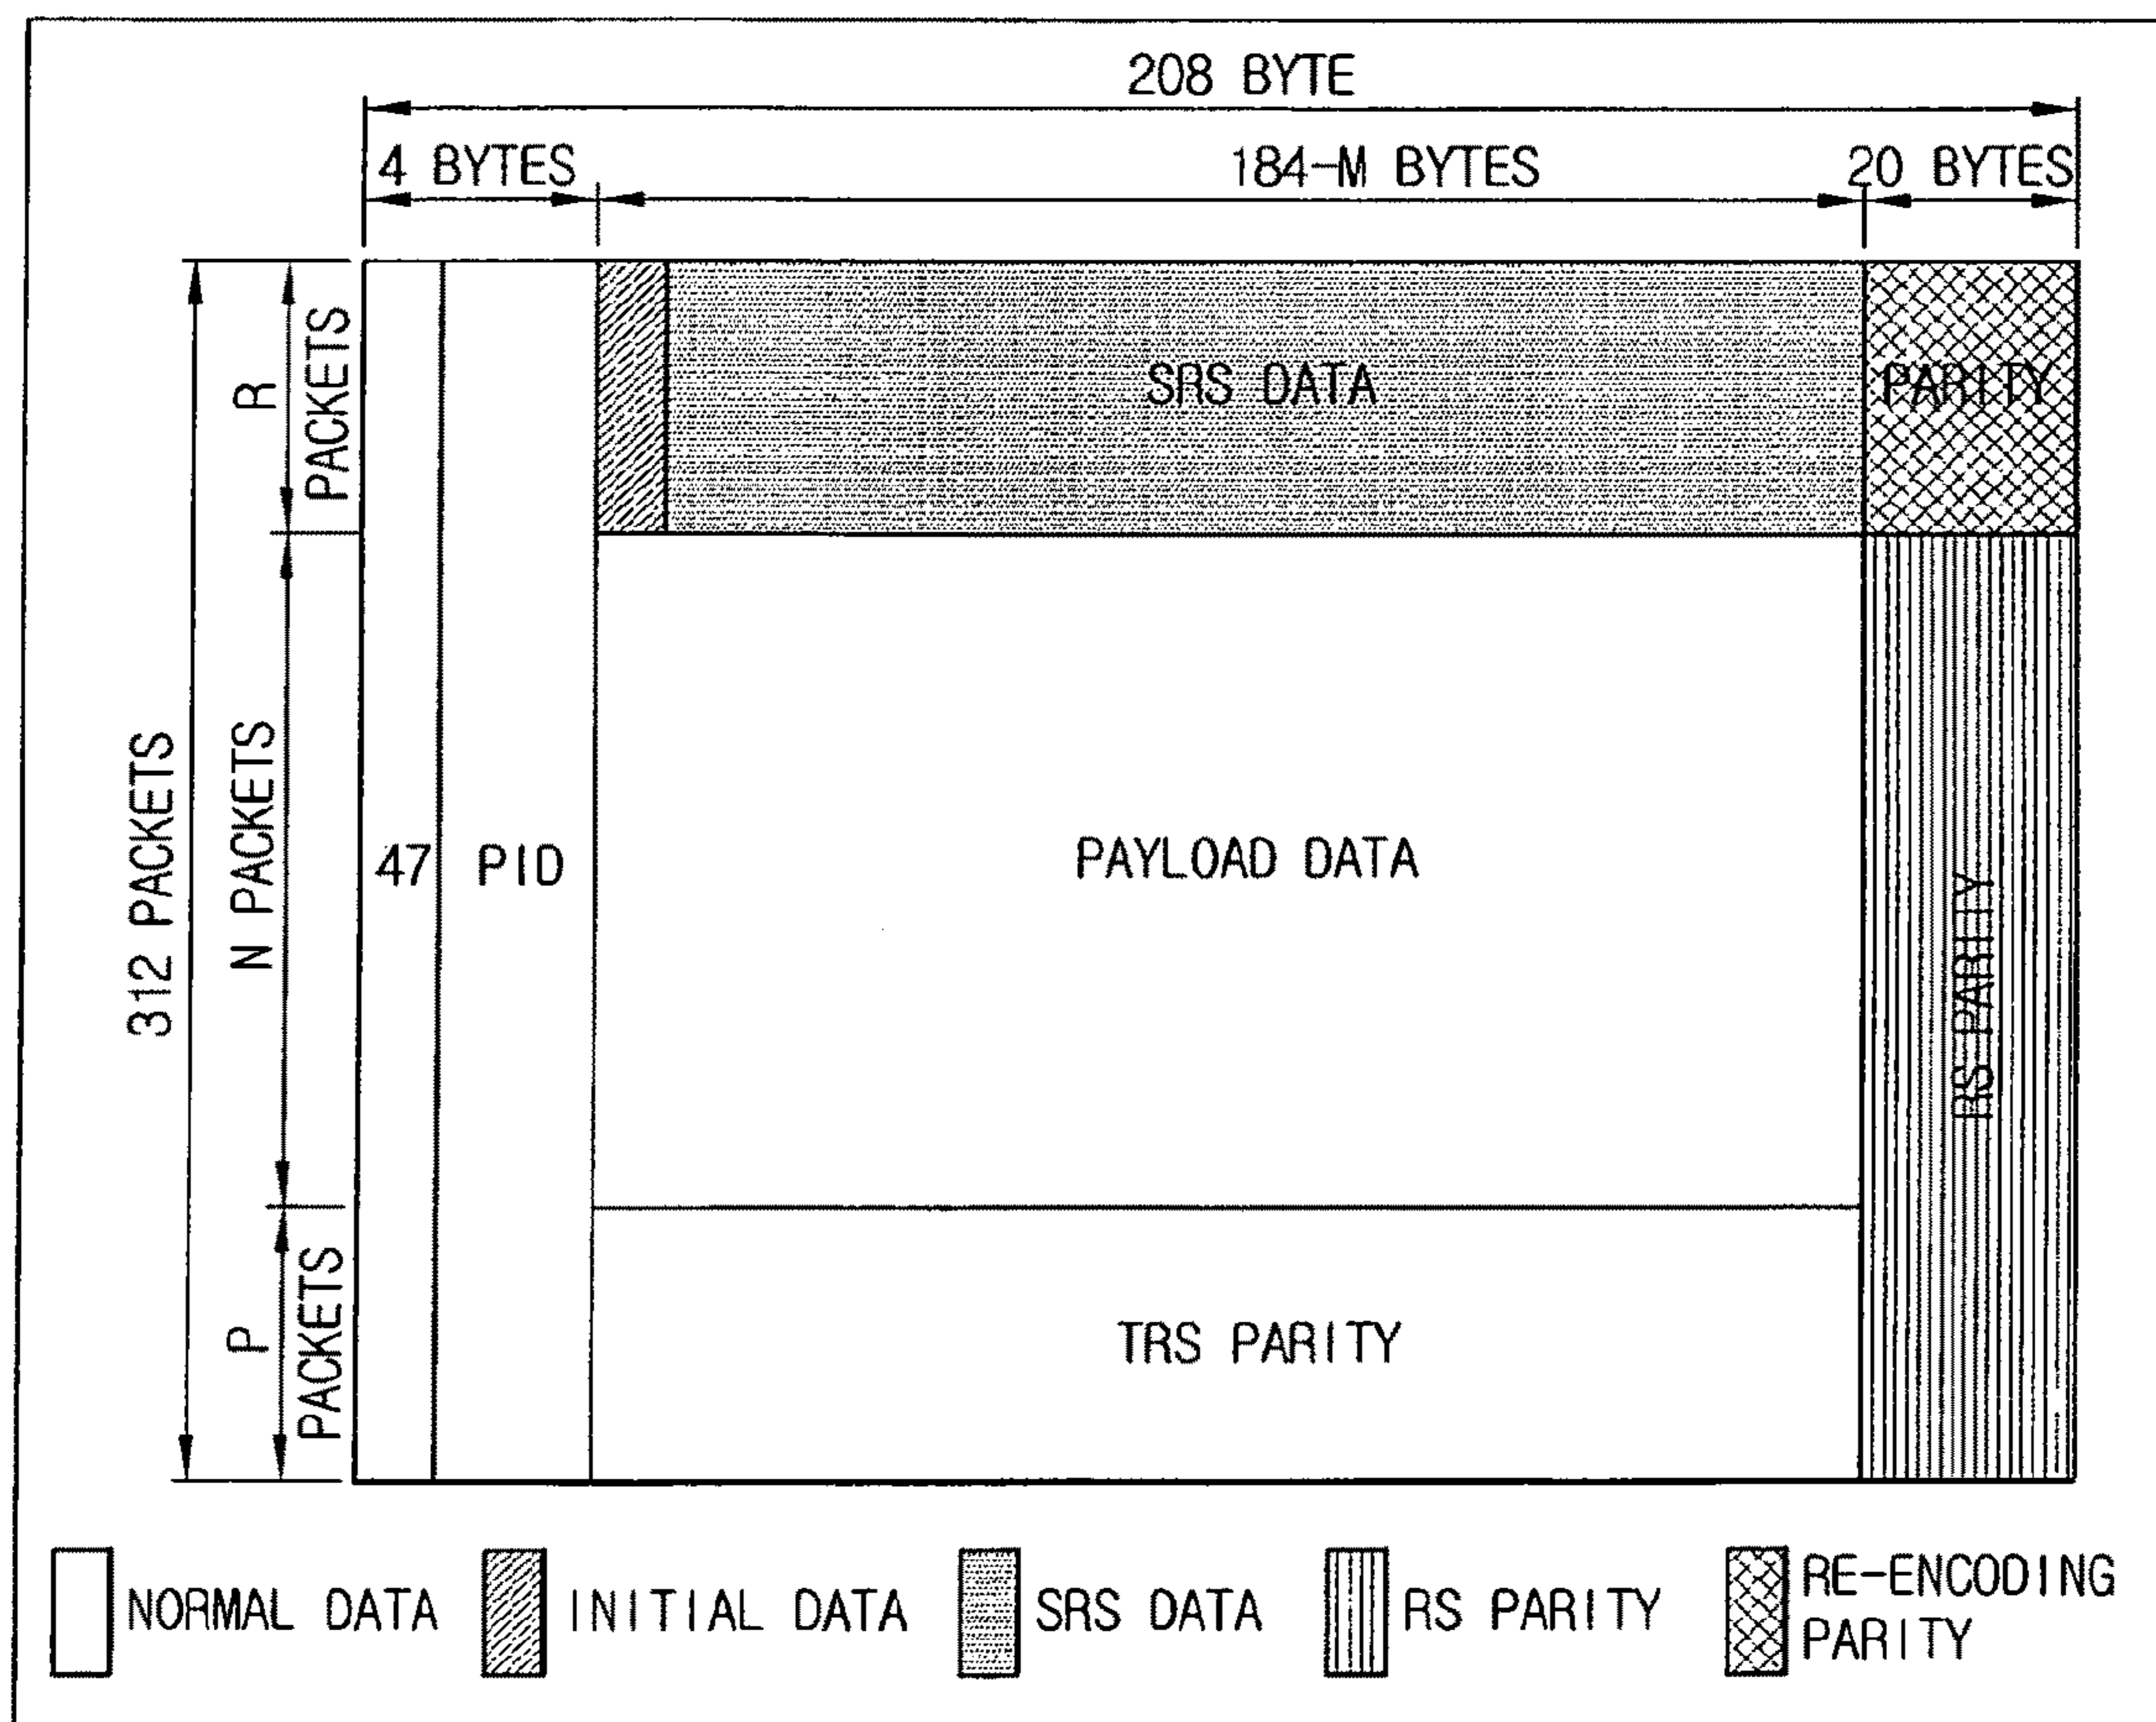 208 BYTE
4 BYTES
184-M BYTES
20 BYTES
R
PACKETS
SRS DATA
PARITY
312 PACKETS
N PACKETS
47
PID
PAYLOAD DATA
RS PARITY
P
PACKETS
TRS PARITY
NORMAL DATA
INITIAL DATA
SRS DATA
RS PARITY
RE-ENCODING
PARITY